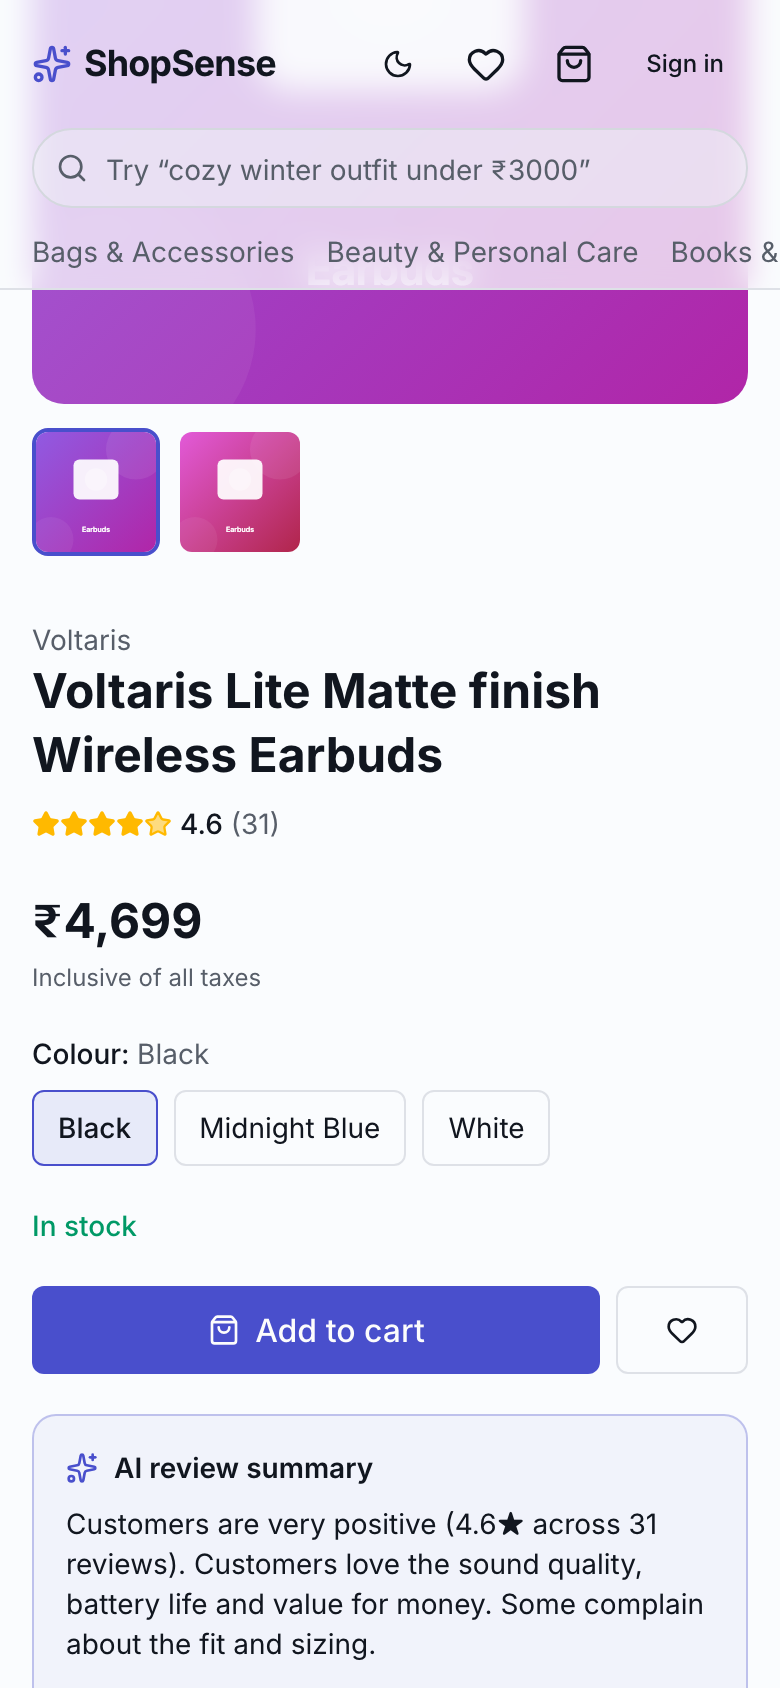 ShopSense
Sign in
Try “cozy winter outfit under ₹3000”
Bags & Accessories Beauty & Personal Care Books &
Earbuds
Earbuds Earbuds
Voltaris
Voltaris Lite Matte finish
Wireless Earbuds
4.6 (31)
₹4,699
Inclusive of all taxes
Colour: Black
Black Midnight Blue White
In stock
Add to cart
AI review summary
Customers are very positive (4.6★ across 31
reviews). Customers love the sound quality,
battery life and value for money. Some complain
about the fit and sizing.